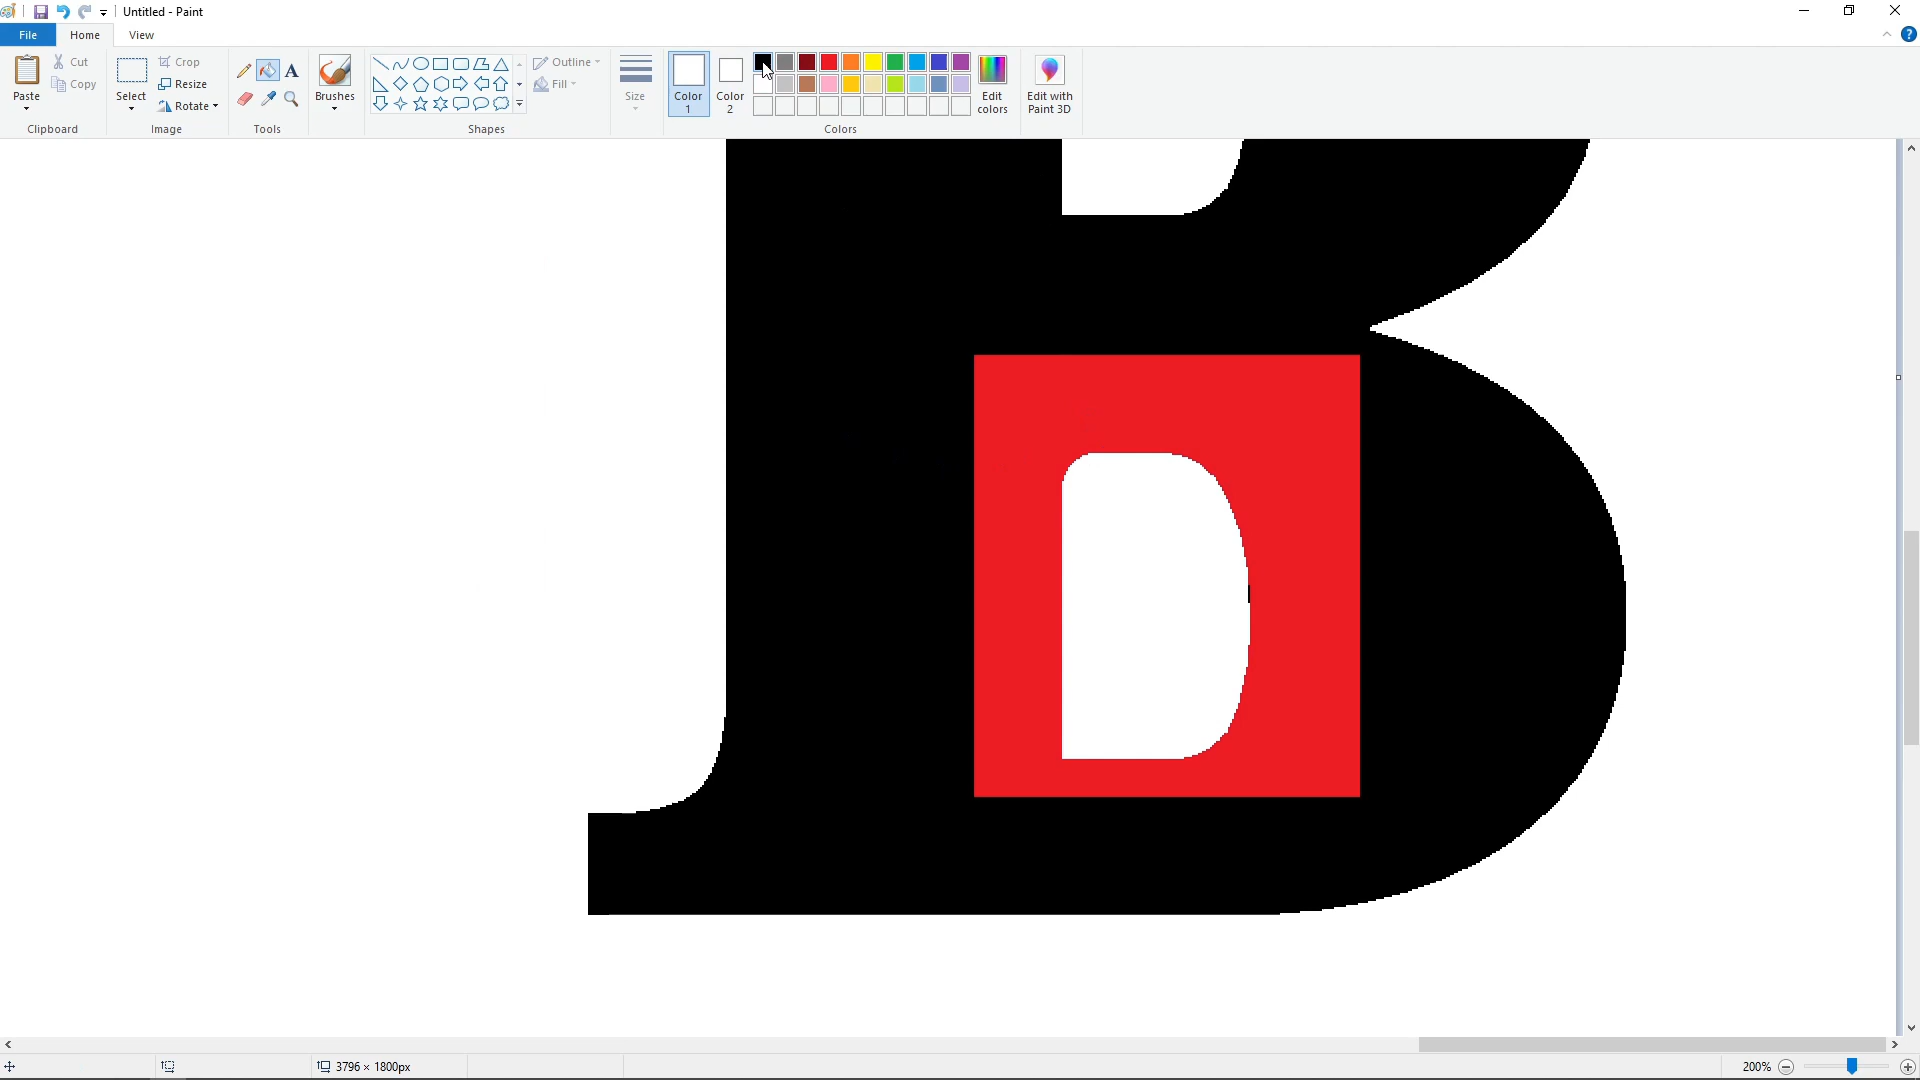 Untitled - Paint
File Home View
Paste
Cut
Copy
Clipboard
Select
Crop
Resize
Rotate
Image
Tools
Brushes
Shapes
Outline
Fill
Size
Color 1
Color 2
Colors
Edit colors
Edit with Paint 3D
B
3796 × 1800px
200%